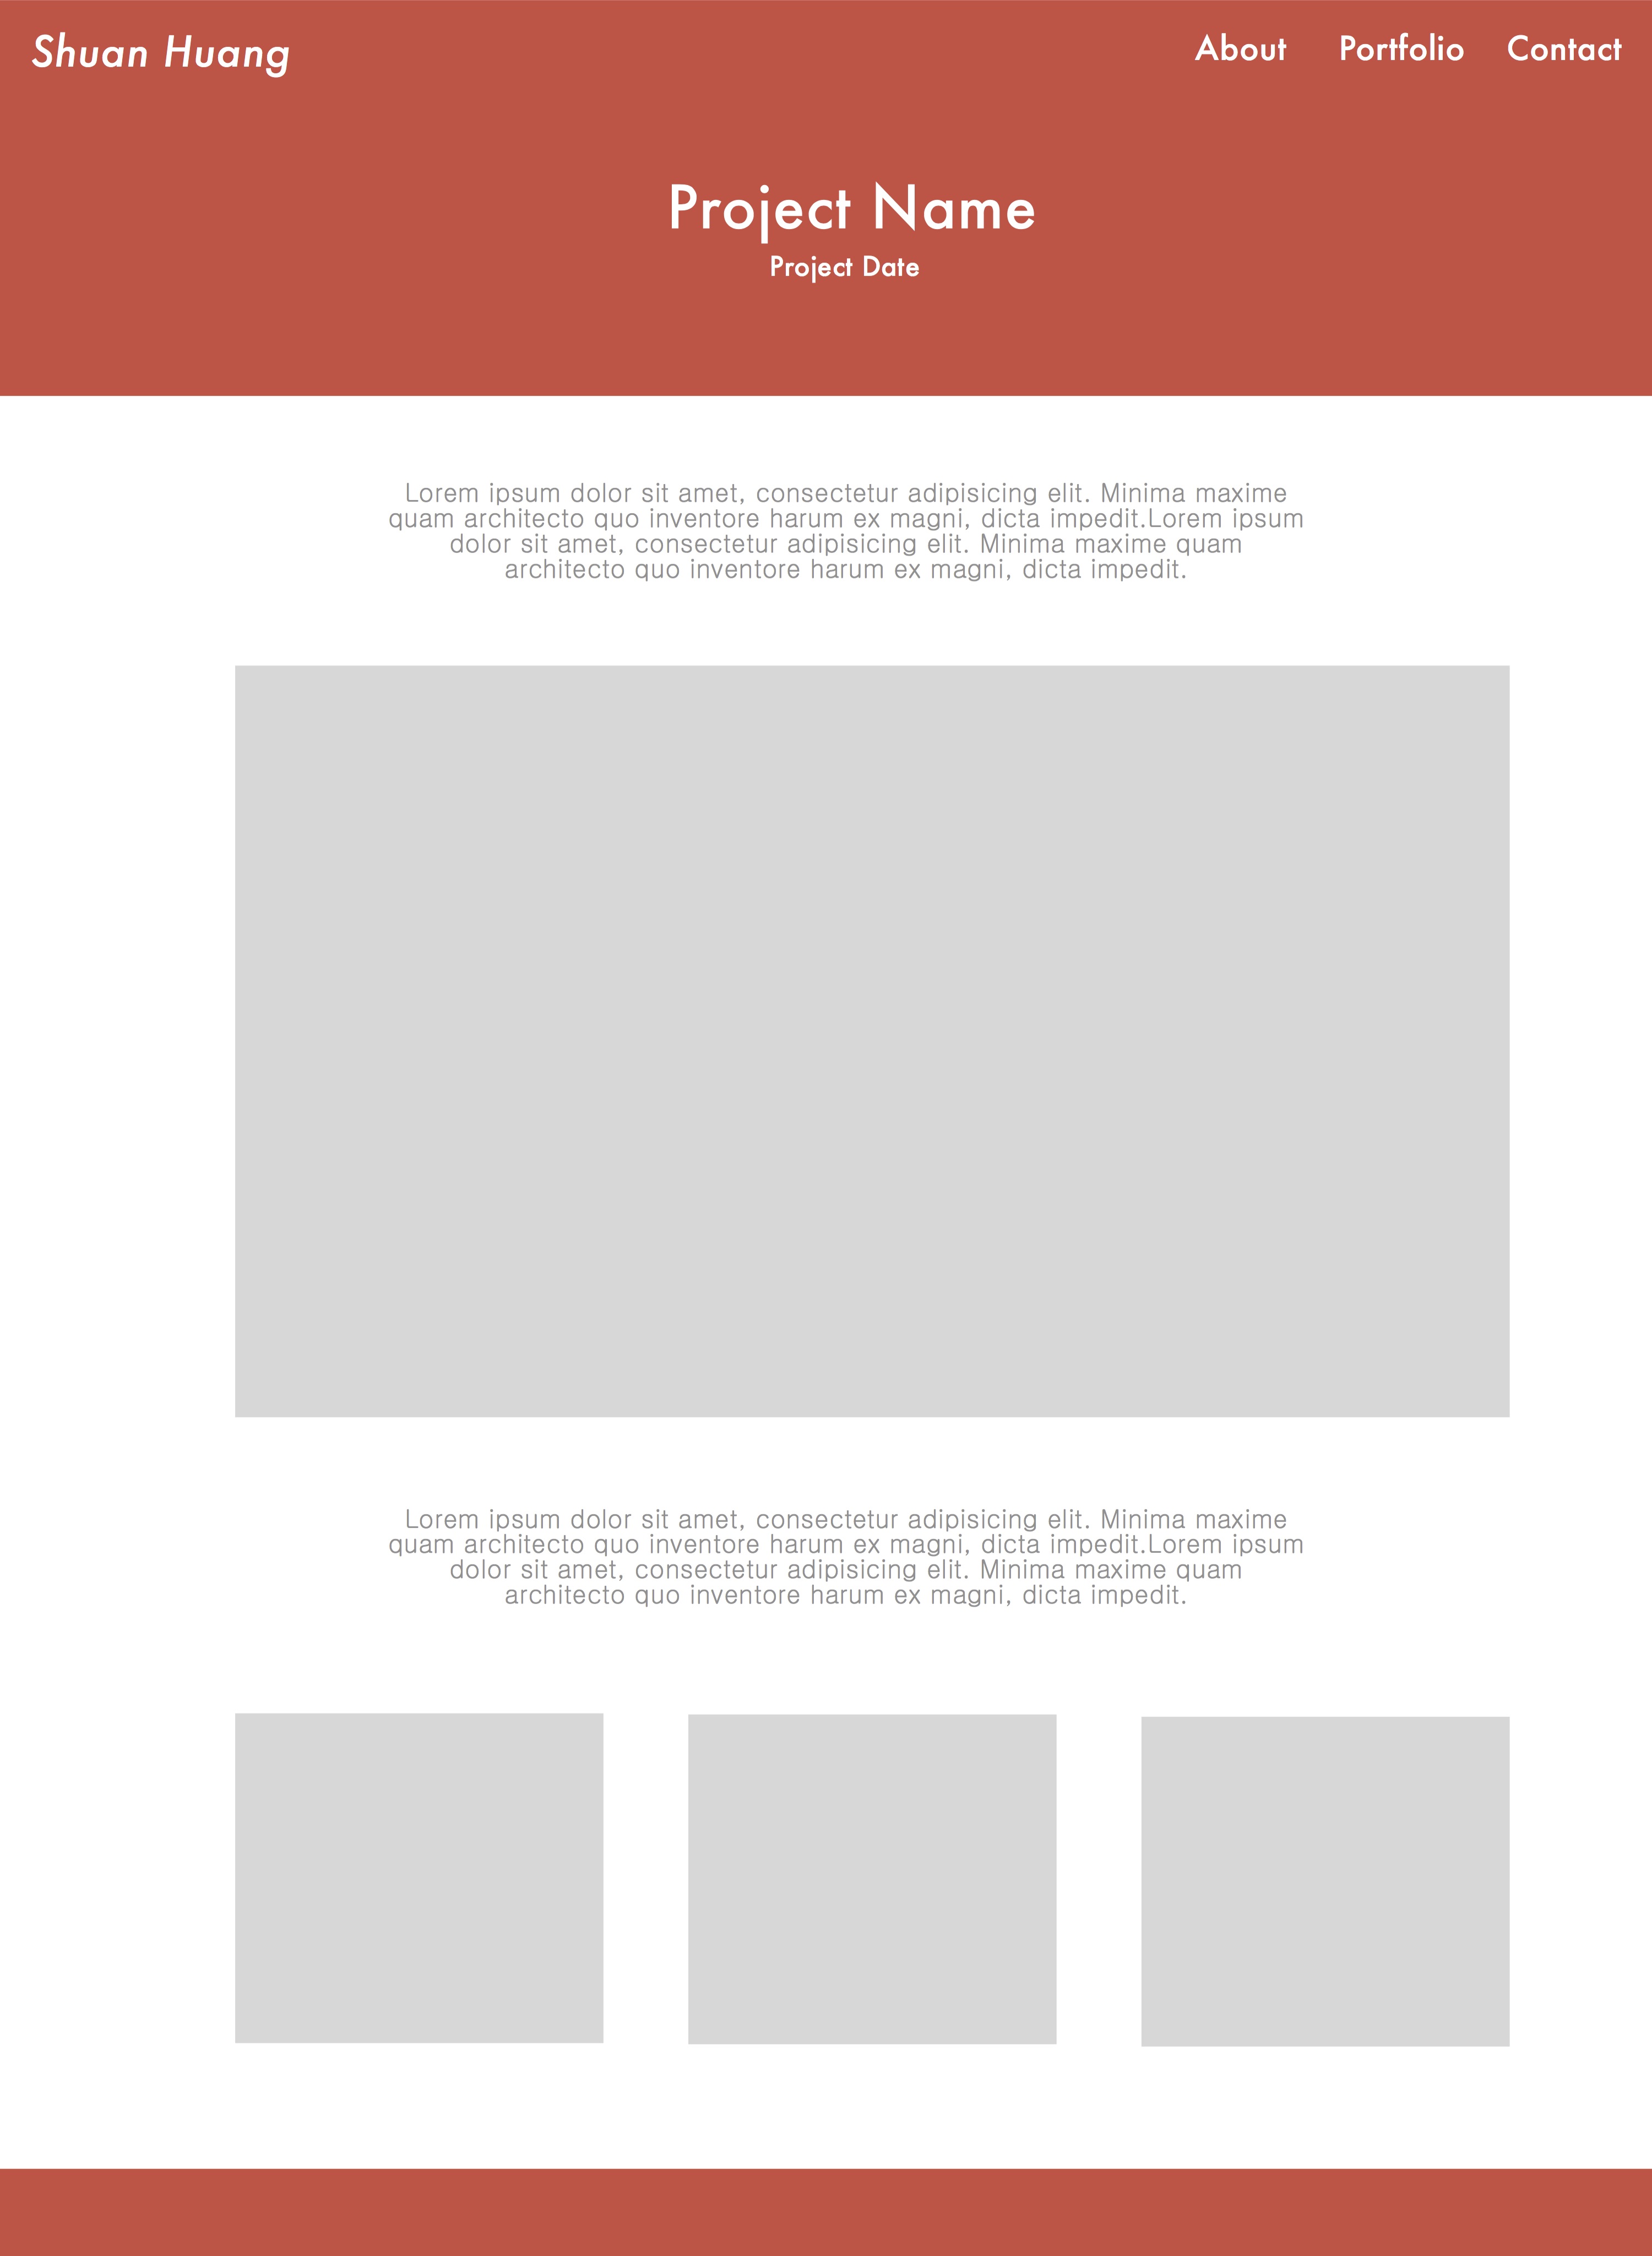 Shuan Huang
About Portfolio Contact
Project Name
Project Date
Lorem ipsum dolor sit amet, consectetur adipisicing elit. Minima maxime
quam architecto quo inventore harum ex magni, dicta impedit.Lorem ipsum
dolor sit amet, consectetur adipisicing elit. Minima maxime quam
architecto quo inventore harum ex magni, dicta impedit.
Lorem ipsum dolor sit amet, consectetur adipisicing elit. Minima maxime
quam architecto quo inventore harum ex magni, dicta impedit.Lorem ipsum
dolor sit amet, consectetur adipisicing elit. Minima maxime quam
architecto quo inventore harum ex magni, dicta impedit.